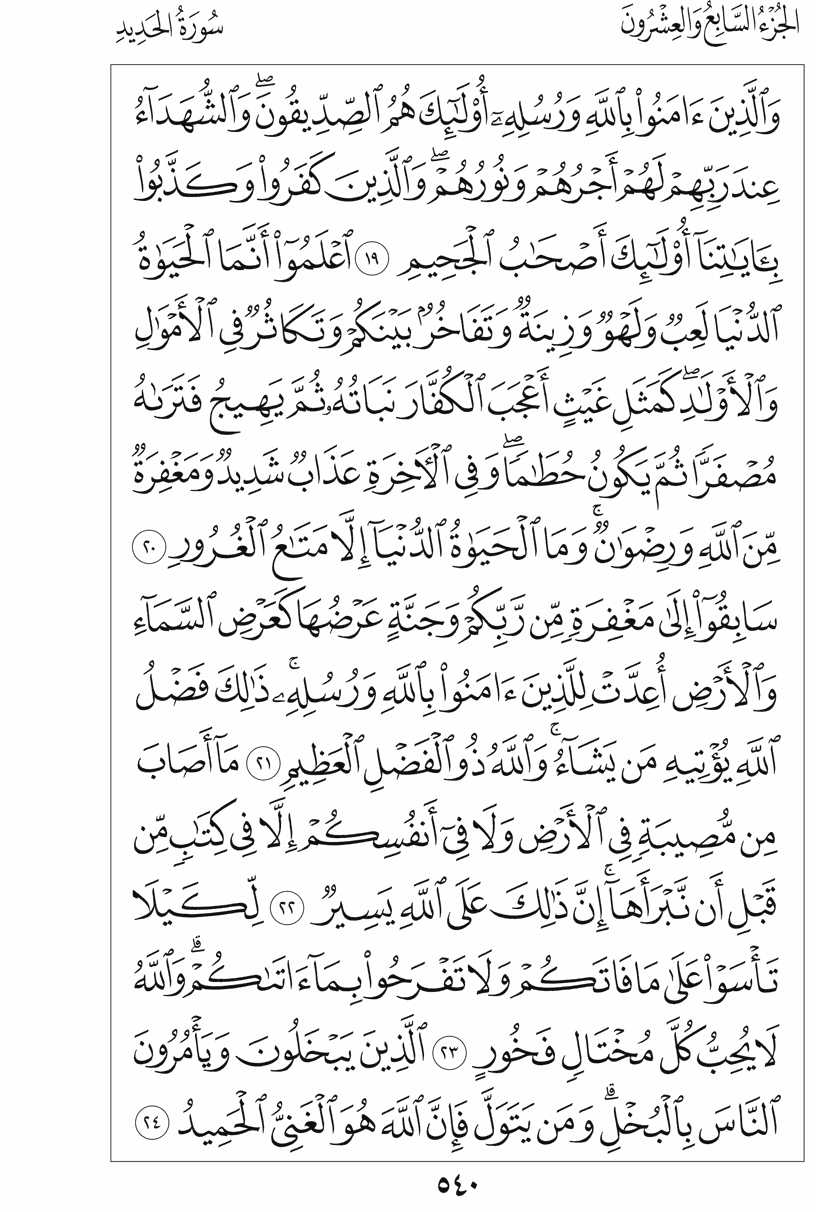 الجُزْءُ السَّابِعُ وَالعِشْرُونَ
سُورَةُ الحَدِيدِ
وَٱلَّذِينَ ءَامَنُواْ بِٱللَّهِ وَرُسُلِهِۦٓ أُوْلَٰٓئِكَ هُمُ ٱلصِّدِّيقُونَۖ وَٱلشُّهَدَآءُ
عِندَ رَبِّهِمۡ لَهُمۡ أَجۡرُهُمۡ وَنُورُهُمۡۖ وَٱلَّذِينَ كَفَرُواْ وَكَذَّبُواْ
بِـَٔايَٰتِنَآ أُوْلَٰٓئِكَ أَصۡحَٰبُ ٱلۡجَحِيمِ ١٩ ٱعۡلَمُوٓاْ أَنَّمَا ٱلۡحَيَوٰةُ
ٱلدُّنۡيَا لَعِبٞ وَلَهۡوٞ وَزِينَةٞ وَتَفَاخُرُۢ بَيۡنَكُمۡ وَتَكَاثُرٞ فِي ٱلۡأَمۡوَٰلِ
وَٱلۡأَوۡلَٰدِۖ كَمَثَلِ غَيۡثٍ أَعۡجَبَ ٱلۡكُفَّارَ نَبَاتُهُۥ ثُمَّ يَهِيجُ فَتَرَىٰهُ
مُصۡفَرّٗا ثُمَّ يَكُونُ حُطَٰمٗاۖ وَفِي ٱلۡأٓخِرَةِ عَذَابٞ شَدِيدٞ وَمَغۡفِرَةٞ
مِّنَ ٱللَّهِ وَرِضۡوَٰنٞۚ وَمَا ٱلۡحَيَوٰةُ ٱلدُّنۡيَآ إِلَّا مَتَٰعُ ٱلۡغُرُورِ ٢٠
سَابِقُوٓاْ إِلَىٰ مَغۡفِرَةٖ مِّن رَّبِّكُمۡ وَجَنَّةٍ عَرۡضُهَا كَعَرۡضِ ٱلسَّمَآءِ
وَٱلۡأَرۡضِ أُعِدَّتۡ لِلَّذِينَ ءَامَنُواْ بِٱللَّهِ وَرُسُلِهِۦۚ ذَٰلِكَ فَضۡلُ
ٱللَّهِ يُؤۡتِيهِ مَن يَشَآءُۚ وَٱللَّهُ ذُو ٱلۡفَضۡلِ ٱلۡعَظِيمِ ٢١ مَآ أَصَابَ
مِن مُّصِيبَةٖ فِي ٱلۡأَرۡضِ وَلَا فِيٓ أَنفُسِكُمۡ إِلَّا فِي كِتَٰبٖ مِّن
قَبۡلِ أَن نَّبۡرَأَهَآۚ إِنَّ ذَٰلِكَ عَلَى ٱللَّهِ يَسِيرٞ ٢٢ لِّكَيۡلَا
تَأۡسَوۡاْ عَلَىٰ مَا فَاتَكُمۡ وَلَا تَفۡرَحُواْ بِمَآ ءَاتَىٰكُمۡۗ وَٱللَّهُ
لَا يُحِبُّ كُلَّ مُخۡتَالٖ فَخُورٍ ٢٣ ٱلَّذِينَ يَبۡخَلُونَ وَيَأۡمُرُونَ
ٱلنَّاسَ بِٱلۡبُخۡلِۗ وَمَن يَتَوَلَّ فَإِنَّ ٱللَّهَ هُوَ ٱلۡغَنِيُّ ٱلۡحَمِيدُ ٢٤
٥٤٠